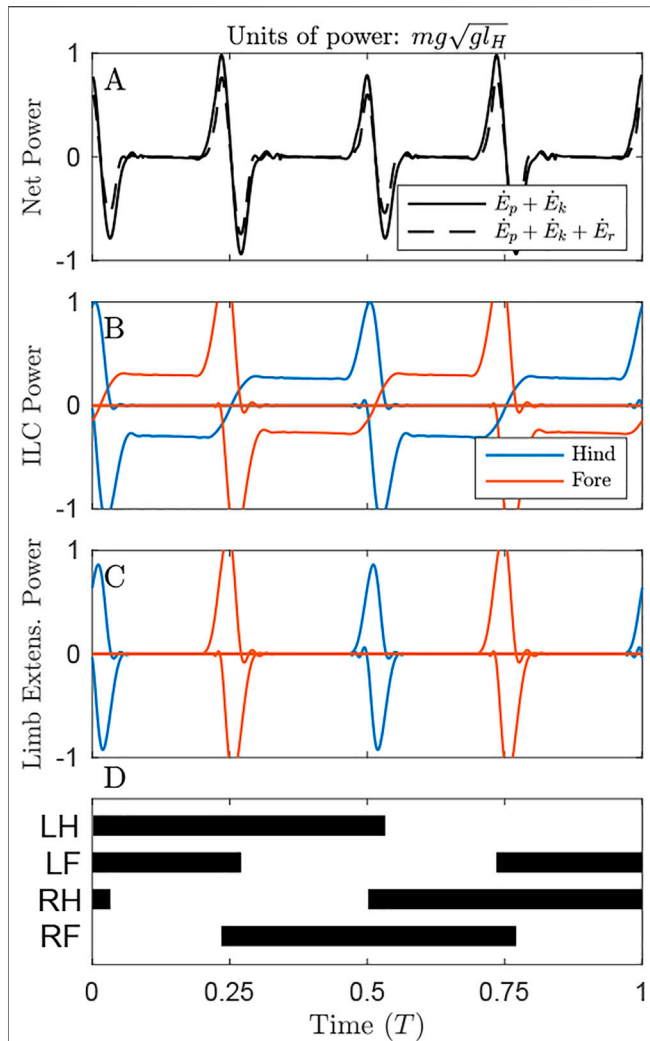 Units of power: mg√gl_H
A
1
0
-1
Net Power
Ė_p + Ė_k
Ė_p + Ė_k + Ė_r
B
1
0
-1
ILC Power
Hind
Fore
C
1
0
-1
Limb Extens. Power
D
LH
LF
RH
RF
0 0.25 0.5 0.75 1
Time (T)